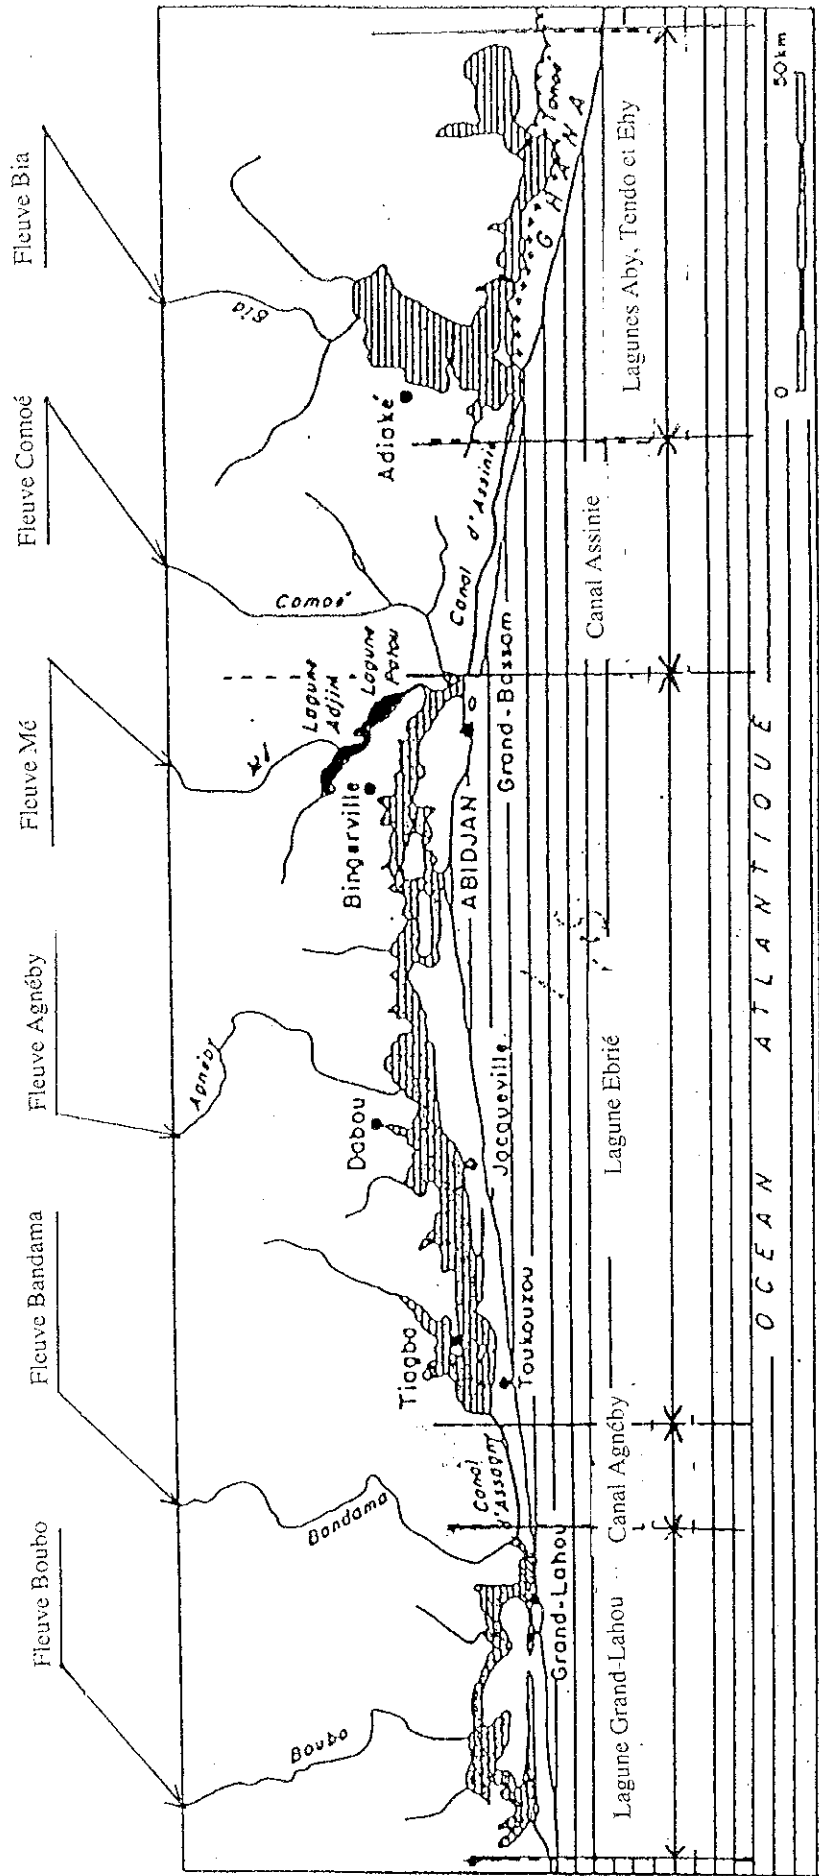 Fleuve Boubo
Fleuve Bandama
Fleuve Agnéby
Fleuve Mé
Fleuve Comoé
Fleuve Bia
Boubo
Bandama
Agnéby
Comoé
Bia
Canal
d'Assagny
Tiagba
Dabou
Bingerville
Lagune
Adjin
Lagune
Potou
Canal d'Assinie
Adiaké
Grand-Lahou
Toukouzou
Jacqueville
ABIDJAN
Grand-Bassam
Tanoé
GHANA
Lagune Grand-Lahou
Canal Agnéby
Lagune Ebrié
Canal Assinie
Lagunes Aby, Tendo et Ehy
OCEAN ATLANTIQUE
0 50 km